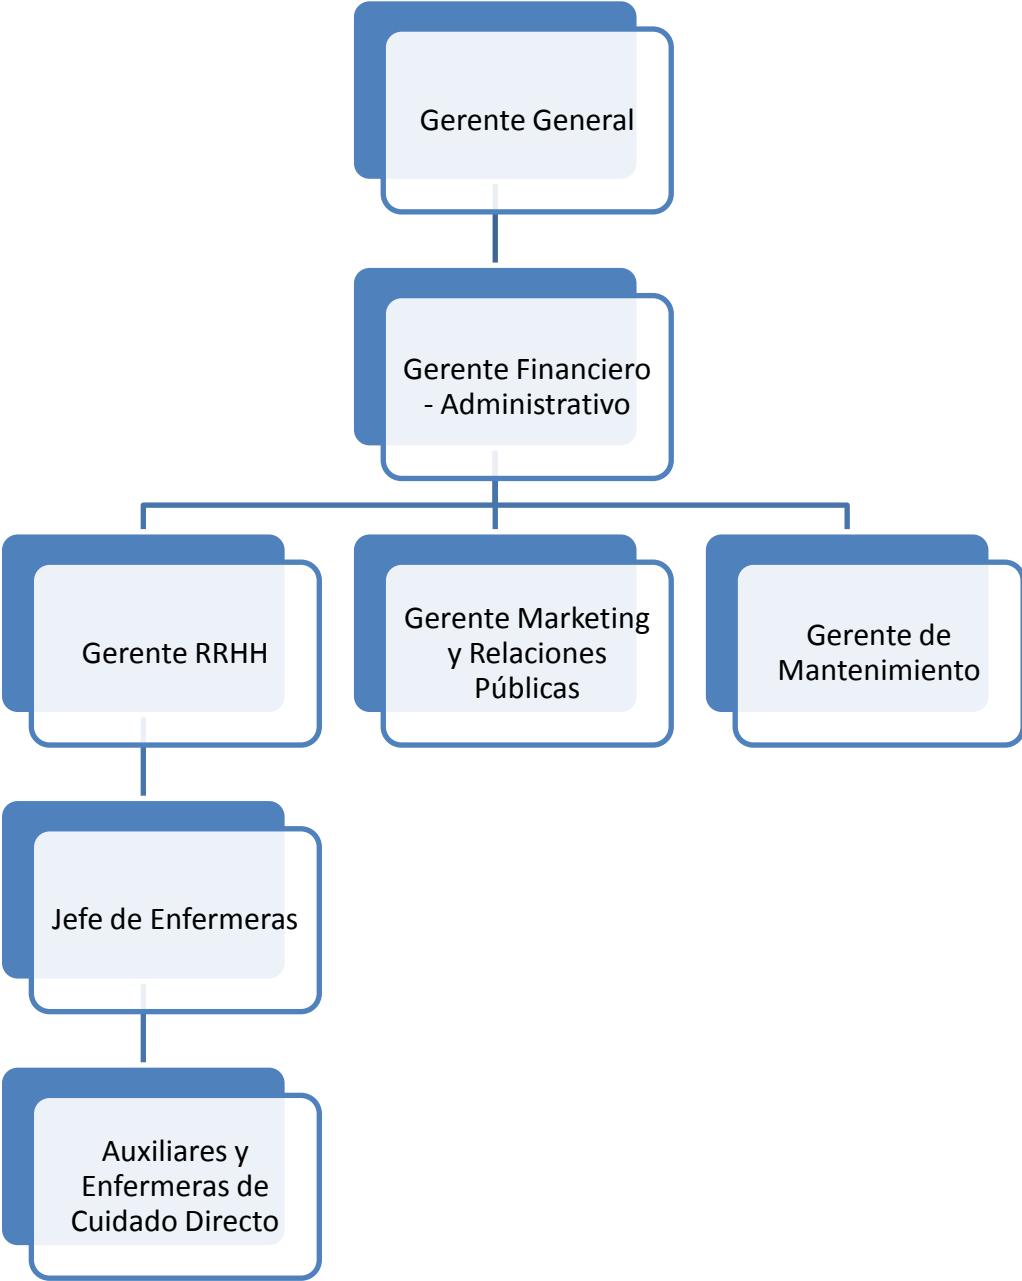 Gerente General
Gerente Financiero
- Administrativo
Gerente RRHH
Gerente Marketing
y Relaciones
Públicas
Gerente de
Mantenimiento
Jefe de Enfermeras
Auxiliares y
Enfermeras de
Cuidado Directo